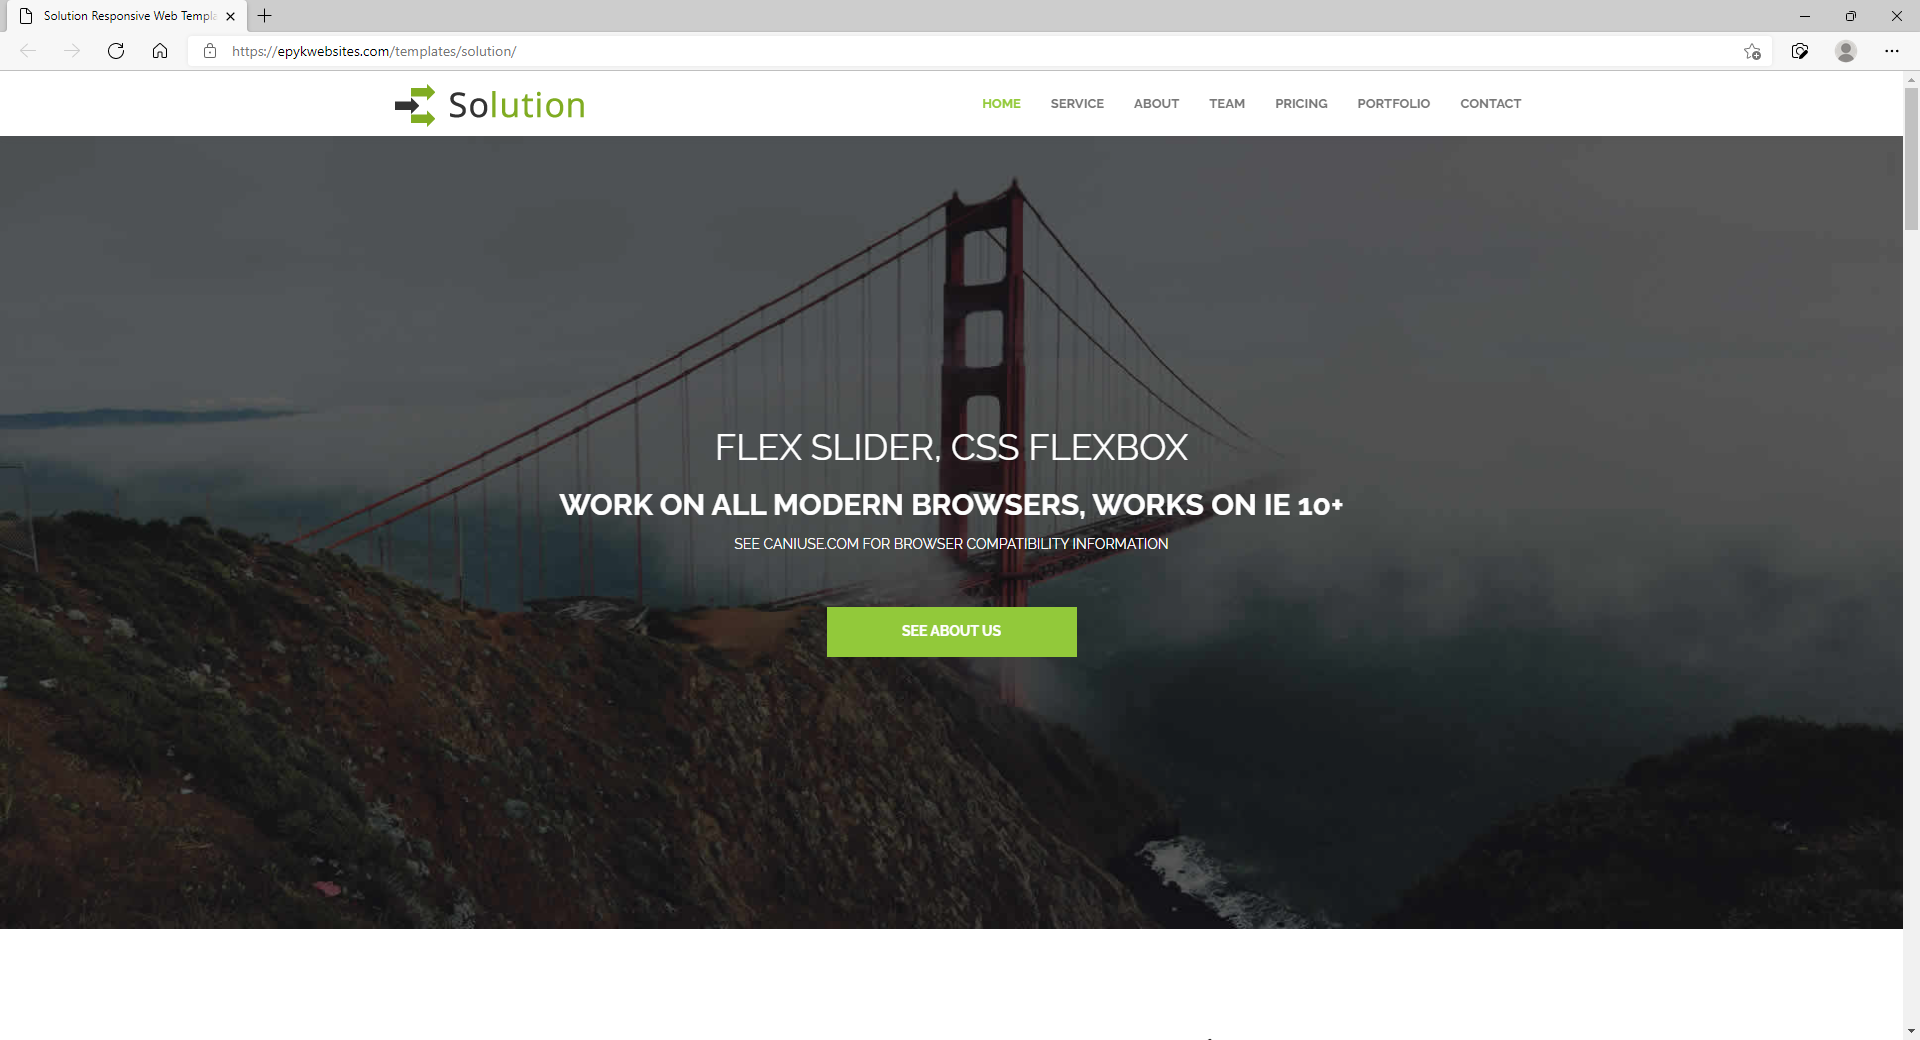 Solution Responsive Web Templa
https://epykwebsites.com/templates/solution/
Solution
HOME SERVICE ABOUT TEAM PRICING PORTFOLIO CONTACT
FLEX SLIDER, CSS FLEXBOX
WORK ON ALL MODERN BROWSERS, WORKS ON IE 10+
SEE CANIUSE.COM FOR BROWSER COMPATIBILITY INFORMATION
SEE ABOUT US